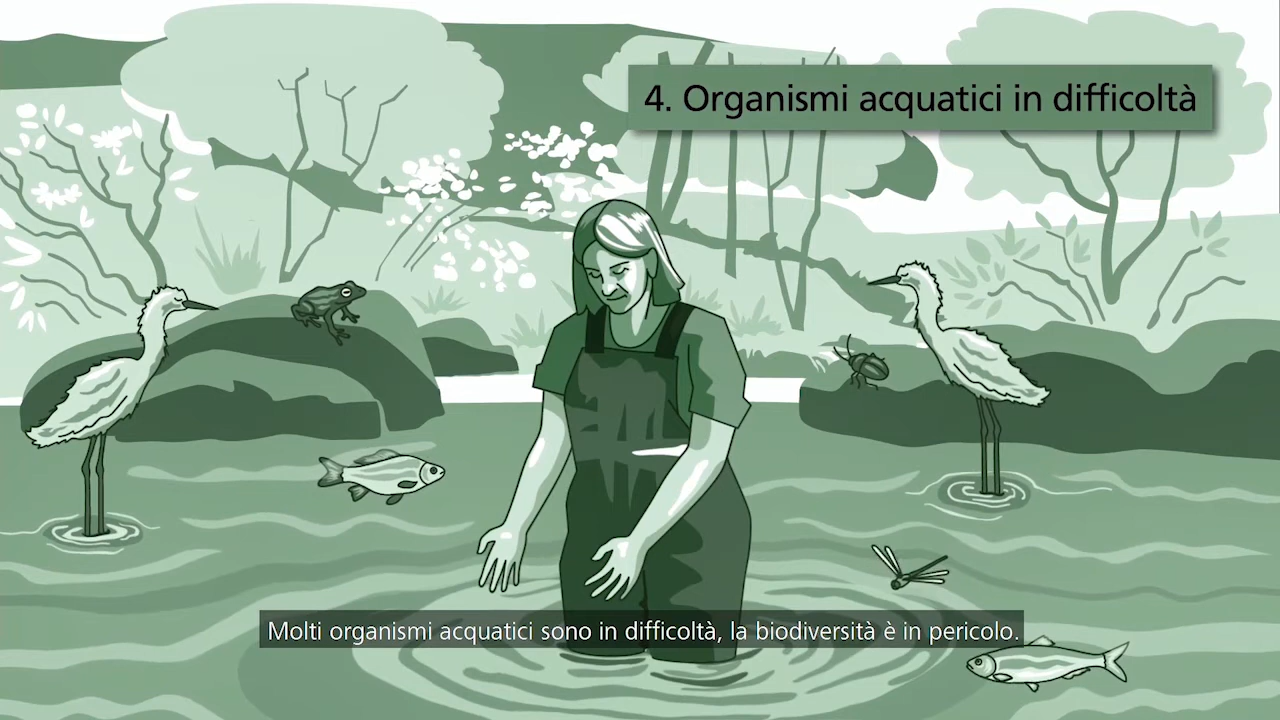 4. Organismi acquatici in difficoltà
Molti organismi acquatici sono in difficoltà, la biodiversità è in pericolo.